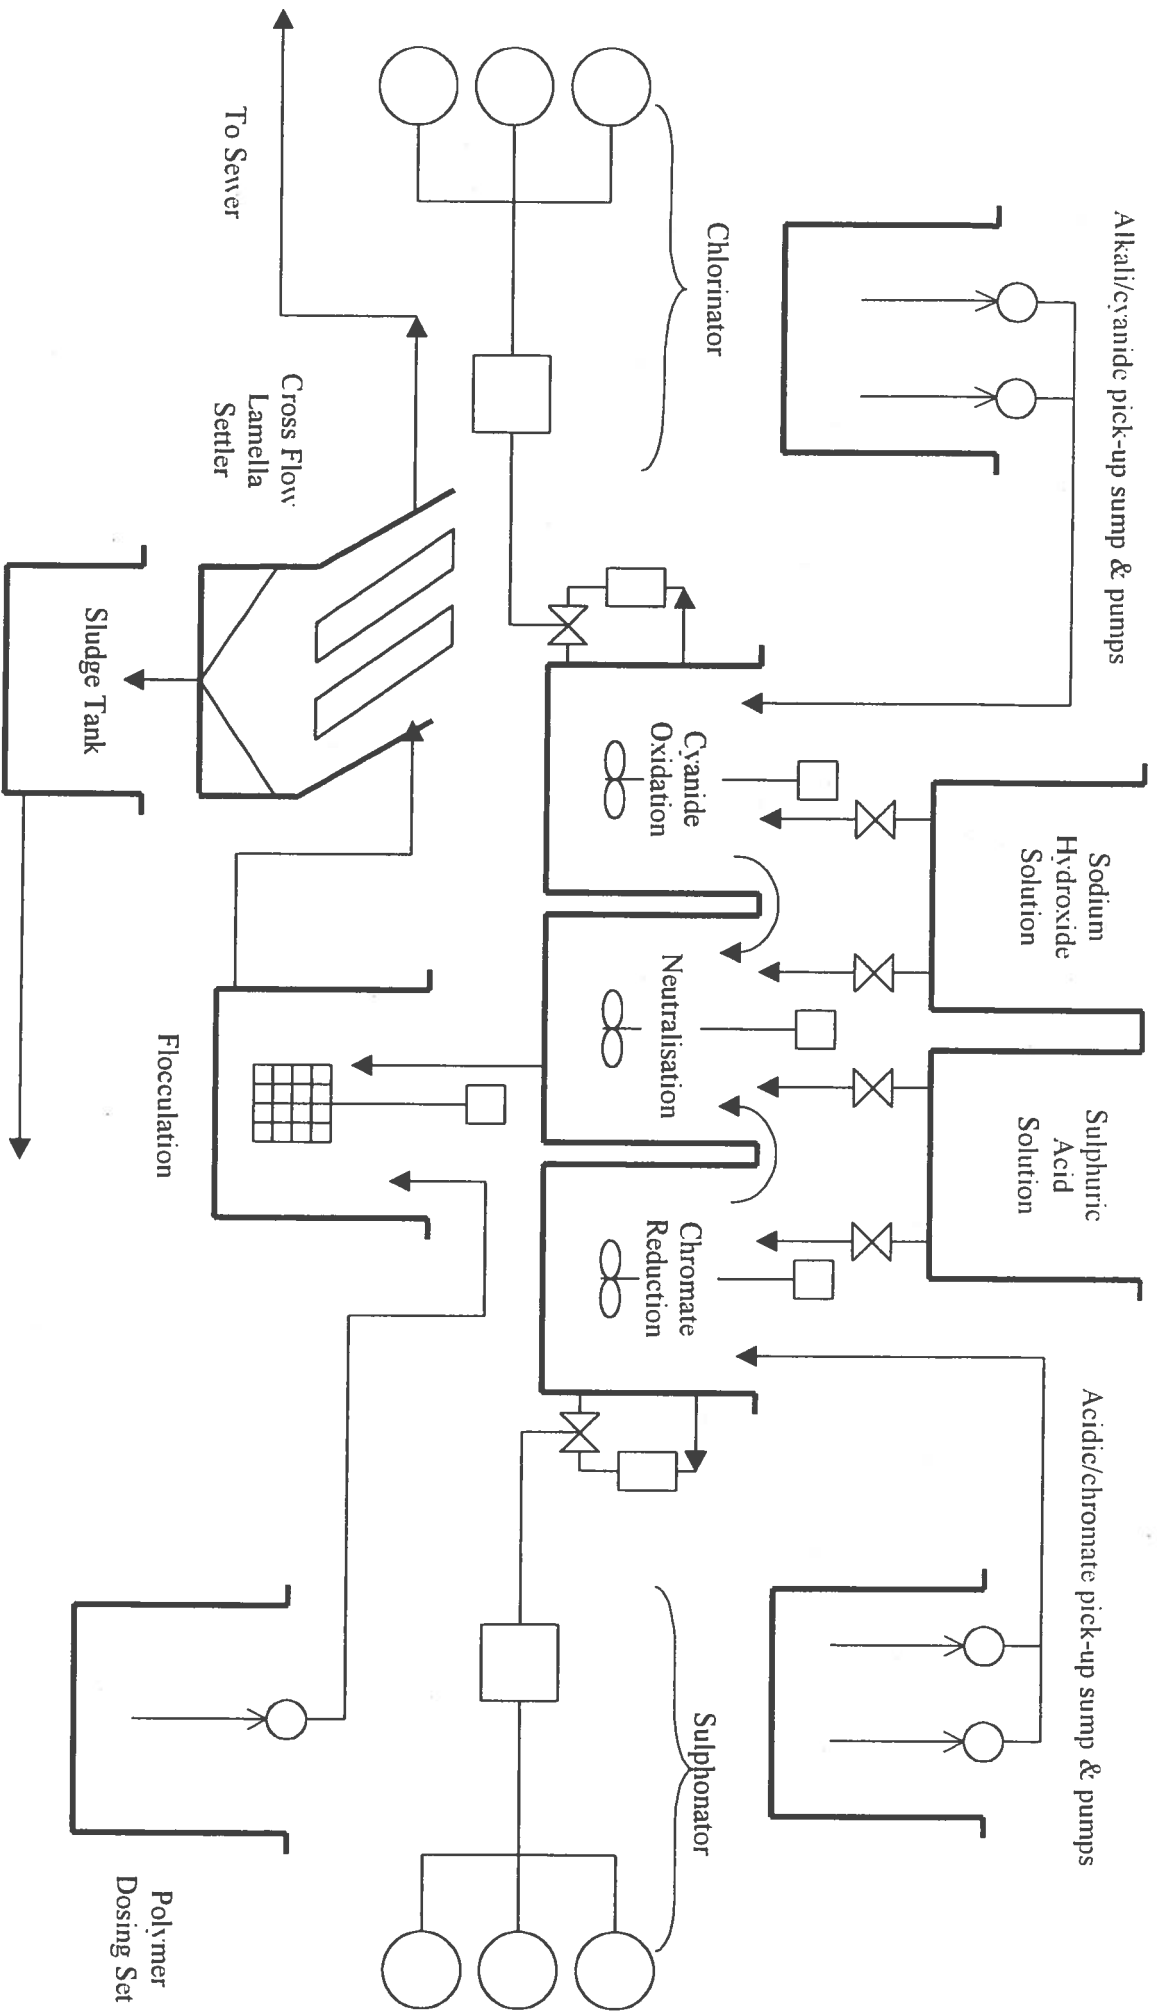 Alkali/cyanide pick-up sump & pumps
Sodium
Hydroxide
Solution
Sulphuric
Acid
Solution
Acidic/chromate pick-up sump & pumps
Chlorinator
Cyanide
Oxidation
Neutralisation
Chromate
Reduction
Sulphonator
To Sewer
Cross Flow
Lamella
Settler
Sludge Tank
Flocculation
Polymer
Dosing Set